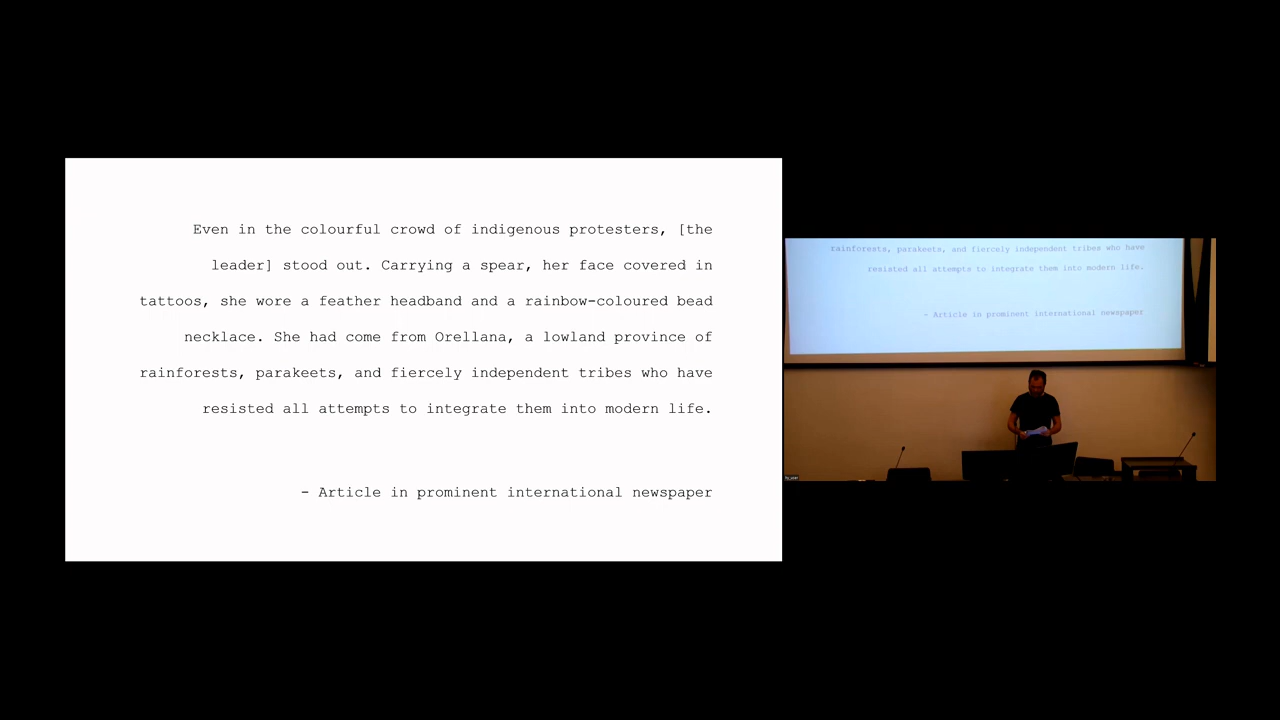 Even in the colourful crowd of indigenous protesters, [the
leader] stood out. Carrying a spear, her face covered in
tattoos, she wore a feather headband and a rainbow-coloured bead
necklace. She had come from Orellana, a lowland province of
rainforests, parakeets, and fiercely independent tribes who have
resisted all attempts to integrate them into modern life.
- Article in prominent international newspaper
rainforests, parakeets, and fiercely independent tribes who have
resisted all attempts to integrate them into modern life.
- Article in prominent international newspaper